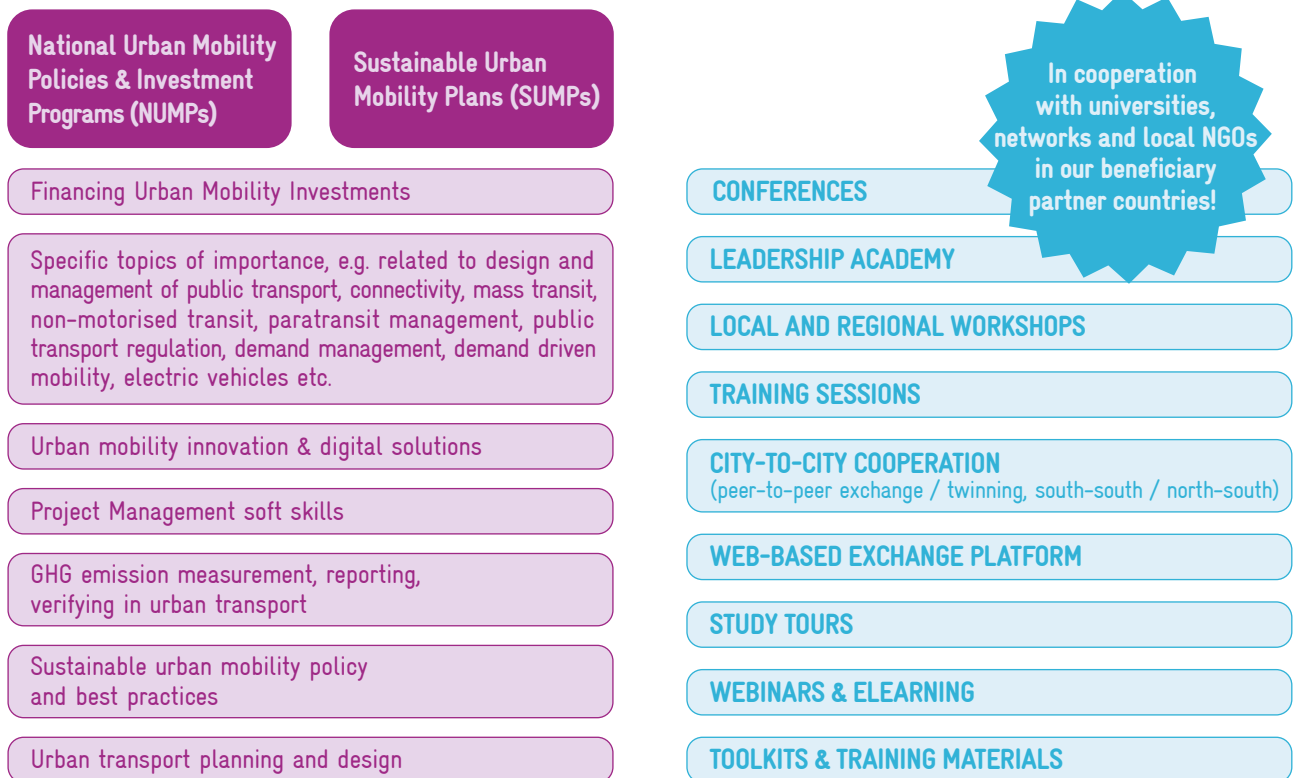 National Urban Mobility
Policies & Investment
Programs (NUMPs)
Sustainable Urban
Mobility Plans (SUMPs)
Financing Urban Mobility Investments
Specific topics of importance, e.g. related to design and
management of public transport, connectivity, mass transit,
non-motorised transit, paratransit management, public
transport regulation, demand management, demand driven
mobility, electric vehicles etc.
Urban mobility innovation & digital solutions
Project Management soft skills
GHG emission measurement, reporting,
verifying in urban transport
Sustainable urban mobility policy
and best practices
Urban transport planning and design
In cooperation
with universities,
networks and local NGOs
in our beneficiary
partner countries!
CONFERENCES
LEADERSHIP ACADEMY
LOCAL AND REGIONAL WORKSHOPS
TRAINING SESSIONS
CITY-TO-CITY COOPERATION
(peer-to-peer exchange / twinning, south-south / north-south)
WEB-BASED EXCHANGE PLATFORM
STUDY TOURS
WEBINARS & ELEARNING
TOOLKITS & TRAINING MATERIALS